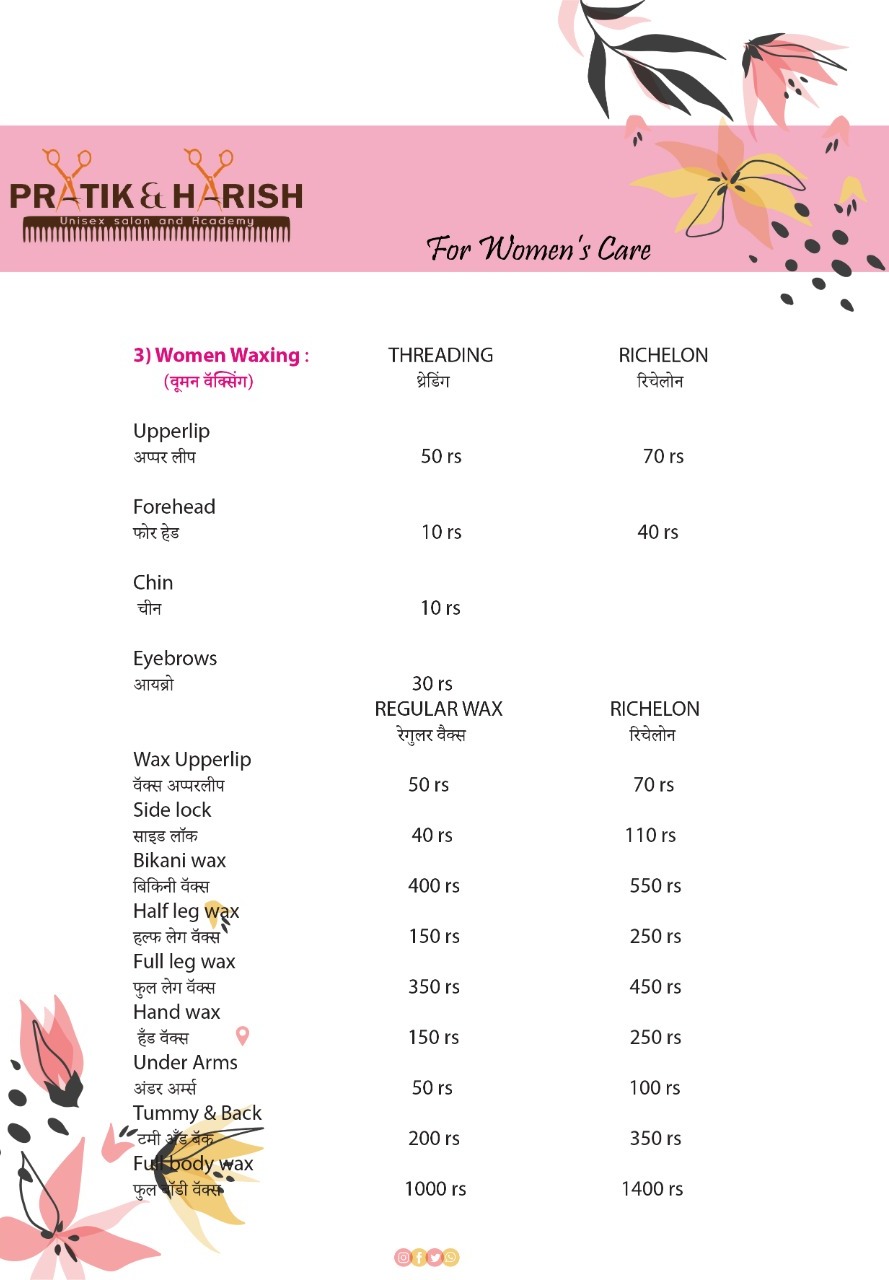 PRATIK & HARISH
Unisex salon and Academy
For Women's Care
3) Women Waxing : THREADING RICHELON
(वूमन वॅक्सिंग) थ्रेडिंग रिचेलोन
Upperlip
अप्पर लीप 50 rs 70 rs
Forehead
फोर हेड 10 rs 40 rs
Chin
चीन 10 rs
Eyebrows
आयब्रो 30 rs
REGULAR WAX RICHELON
रेगुलर वैक्स रिचेलोन
Wax Upperlip
वॅक्स अप्परलीप 50 rs 70 rs
Side lock
साइड लॉक 40 rs 110 rs
Bikani wax
बिकिनी वॅक्स 400 rs 550 rs
Half leg wax
हल्फ लेग वॅक्स 150 rs 250 rs
Full leg wax
फुल लेग वॅक्स 350 rs 450 rs
Hand wax
हँड वॅक्स 150 rs 250 rs
Under Arms
अंडर अर्म्स 50 rs 100 rs
Tummy & Back
टमी अँड बॅक 200 rs 350 rs
Full body wax
फुल बॉडी वॅक्स 1000 rs 1400 rs